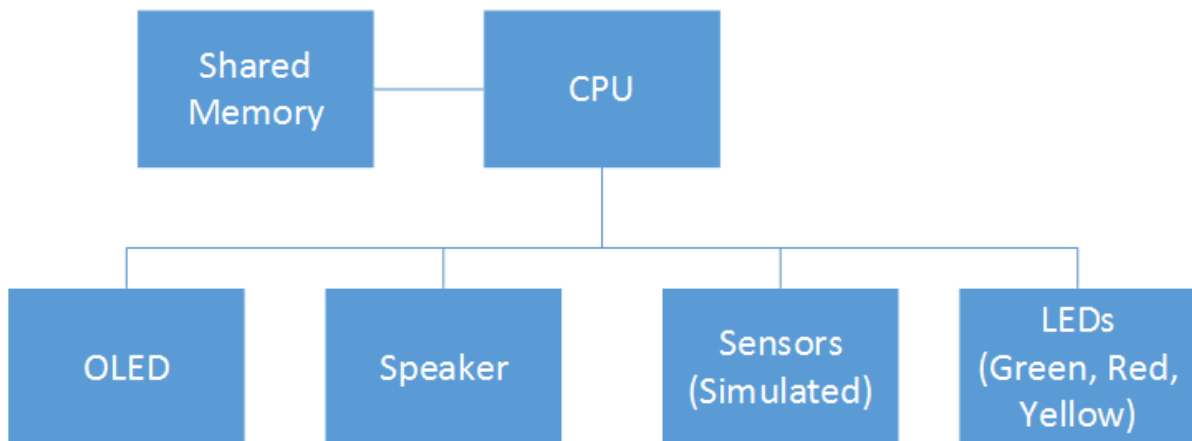 Shared
Memory
CPU
OLED
Speaker
Sensors
(Simulated)
LEDs
(Green, Red,
Yellow)